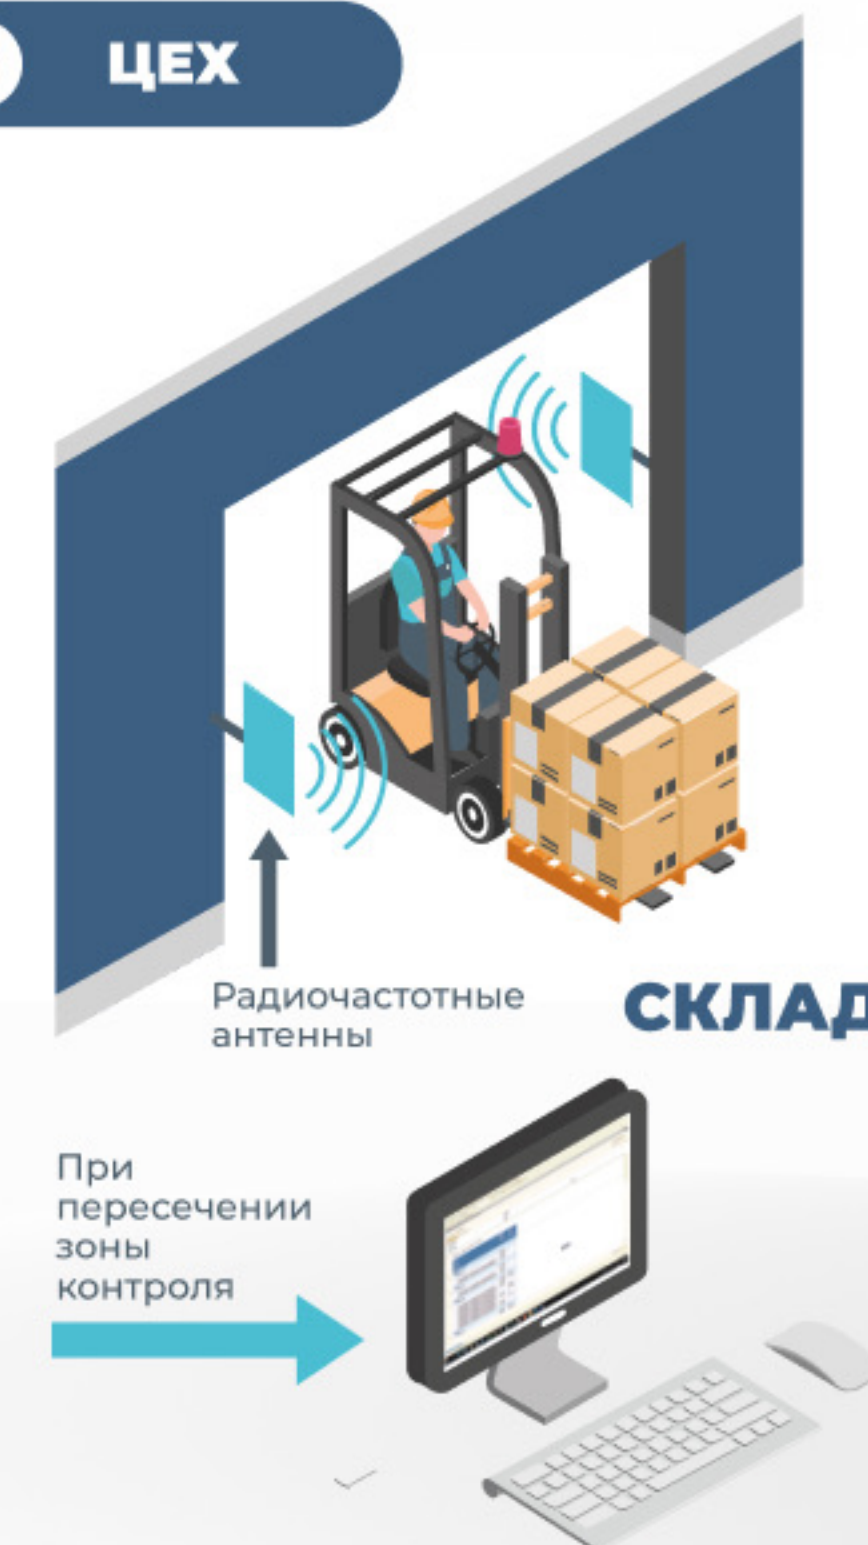 ЦЕХ
Радиочастотные
антенны
СКЛАД
При
пересечении
зоны
контроля